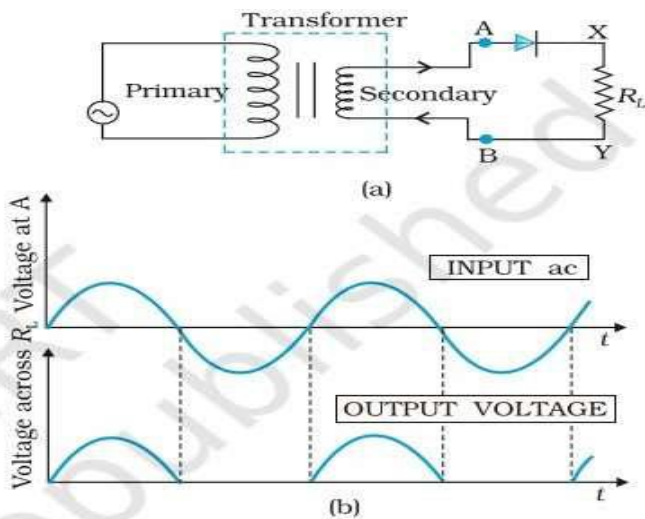 Transformer
A
X
Primary
Secondary
R_L
B
Y
(a)
Voltage at A
INPUT ac
t
Voltage across R_L
OUTPUT VOLTAGE
t
(b)